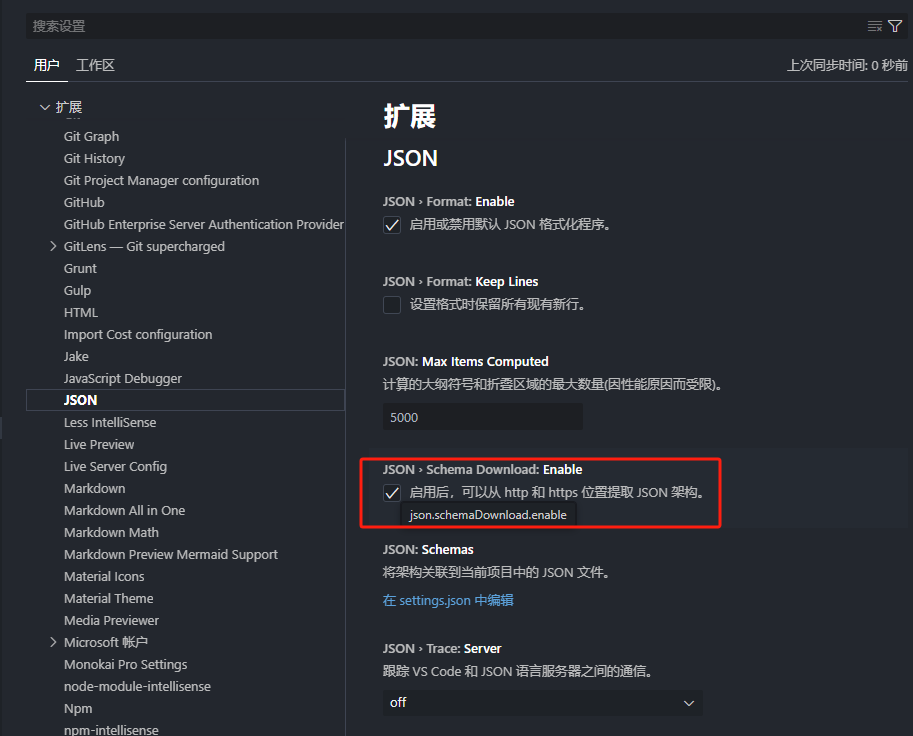 搜索设置
用户
工作区
上次同步时间: 0 秒前
扩展
Git Graph
Git History
Git Project Manager configuration
GitHub
GitHub Enterprise Server Authentication Provider
GitLens — Git supercharged
Grunt
Gulp
HTML
Import Cost configuration
Jake
JavaScript Debugger
JSON
Less IntelliSense
Live Preview
Live Server Config
Markdown
Markdown All in One
Markdown Math
Markdown Preview Mermaid Support
Material Icons
Material Theme
Media Previewer
Microsoft 帐户
Monokai Pro Settings
node-module-intellisense
Npm
npm-intellisense
扩展
JSON
JSON › Format: Enable
启用或禁用默认 JSON 格式化程序。
JSON › Format: Keep Lines
设置格式时保留所有现有新行。
JSON: Max Items Computed
计算的大纲符号和折叠区域的最大数量(因性能原因而受限)。
5000
JSON › Schema Download: Enable
启用后，可以从 http 和 https 位置提取 JSON 架构。
json.schemaDownload.enable
JSON: Schemas
将架构关联到当前项目中的 JSON 文件。
在 settings.json 中编辑
JSON › Trace: Server
跟踪 VS Code 和 JSON 语言服务器之间的通信。
off